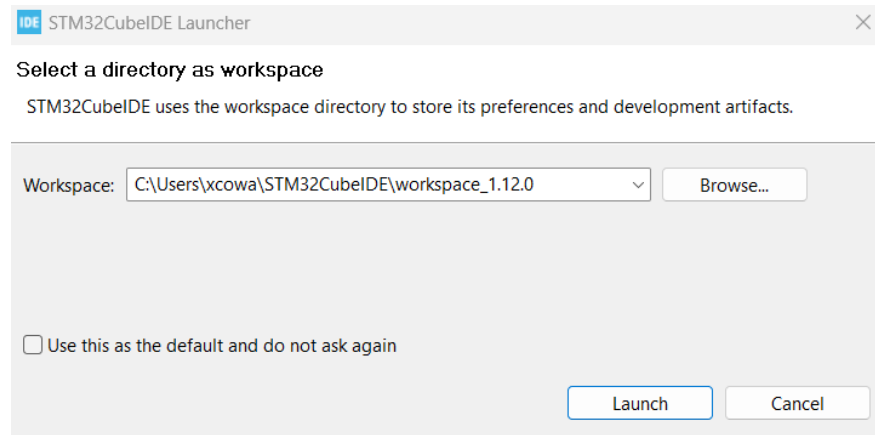 IDE STM32CubeIDE Launcher
Select a directory as workspace
STM32CubeIDE uses the workspace directory to store its preferences and development artifacts.
Workspace: C:\Users\xcowa\STM32CubeIDE\workspace_1.12.0 Browse...
Use this as the default and do not ask again
Launch Cancel